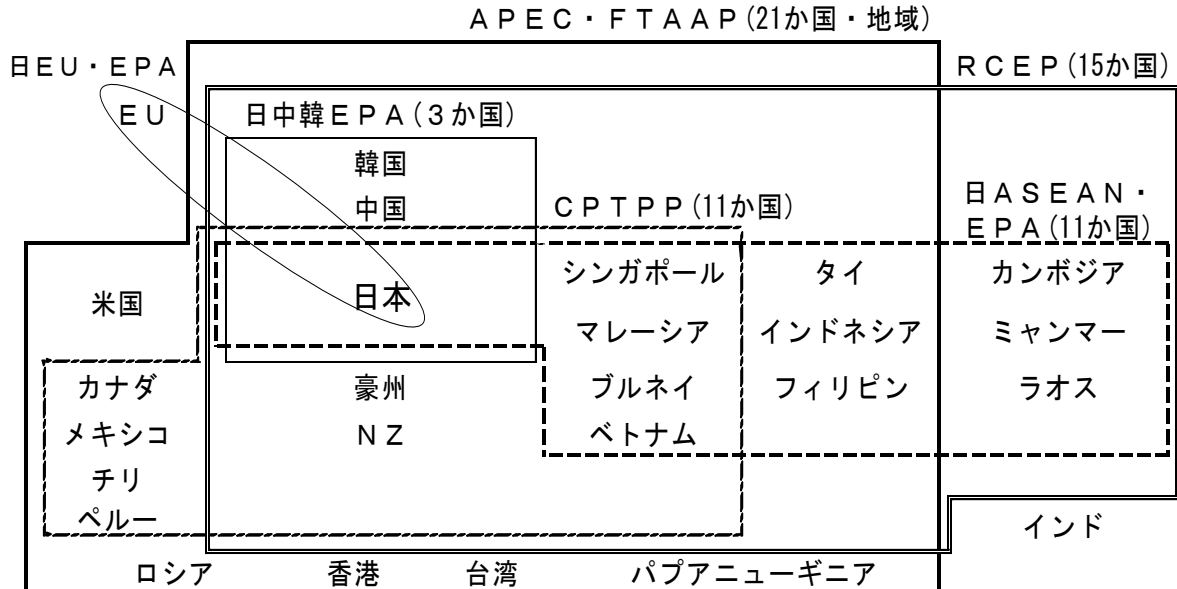 ＡＰＥＣ・ＦＴＡＡＰ(21か国・地域)
日ＥＵ・ＥＰＡ
ＲＣＥＰ(15か国)
ＥＵ
日中韓ＥＰＡ(３か国)
韓国
中国
ＣＰＴＰＰ(11か国)
日ＡＳＥＡＮ・
ＥＰＡ(11か国)
米国
日本
シンガポール
タイ
カンボジア
マレーシア
インドネシア
ミャンマー
カナダ
豪州
ブルネイ
フィリピン
ラオス
メキシコ
ＮＺ
ベトナム
チリ
ペルー
インド
ロシア
香港
台湾
パプアニューギニア